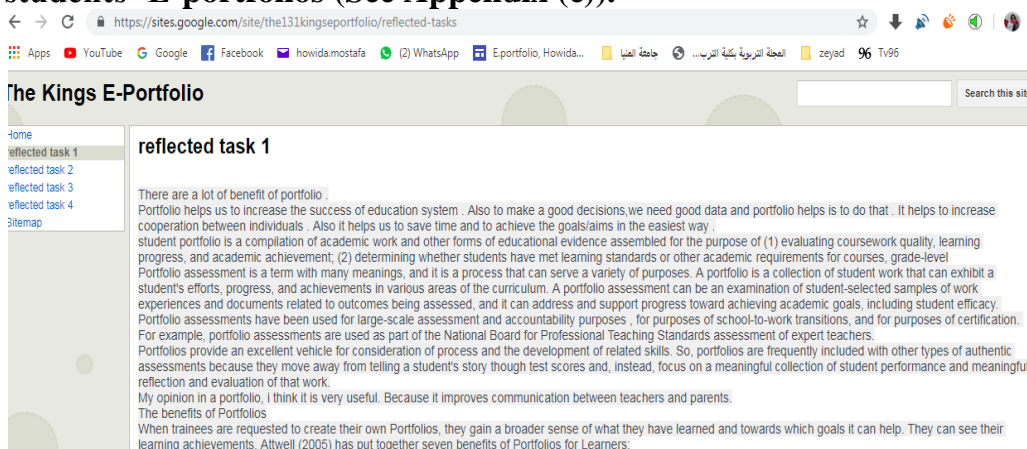 students' E-portfolios (See Appendix (e)).
https://sites.google.com/site/the131kingseportfolio/reflected-tasks
Apps YouTube Google Facebook howida.mostafa (2) WhatsApp E.portfolio, Howida... جامعة المنيا المجلة التربوية بكلية الترب... zeyad 96 Tv96
The Kings E-Portfolio
Search this sit
Home
reflected task 1
reflected task 2
reflected task 3
reflected task 4
Sitemap
reflected task 1
There are a lot of benefit of portfolio .
Portfolio helps us to increase the success of education system . Also to make a good decisions,we need good data and portfolio helps is to do that . It helps to increase
cooperation between individuals . Also it helps us to save time and to achieve the goals/aims in the easiest way .
student portfolio is a compilation of academic work and other forms of educational evidence assembled for the purpose of (1) evaluating coursework quality, learning
progress, and academic achievement; (2) determining whether students have met learning standards or other academic requirements for courses, grade-level
Portfolio assessment is a term with many meanings, and it is a process that can serve a variety of purposes. A portfolio is a collection of student work that can exhibit a
student's efforts, progress, and achievements in various areas of the curriculum. A portfolio assessment can be an examination of student-selected samples of work
experiences and documents related to outcomes being assessed, and it can address and support progress toward achieving academic goals, including student efficacy.
Portfolio assessments have been used for large-scale assessment and accountability purposes , for purposes of school-to-work transitions, and for purposes of certification.
For example, portfolio assessments are used as part of the National Board for Professional Teaching Standards assessment of expert teachers.
Portfolios provide an excellent vehicle for consideration of process and the development of related skills. So, portfolios are frequently included with other types of authentic
assessments because they move away from telling a student's story though test scores and, instead, focus on a meaningful collection of student performance and meaningful
reflection and evaluation of that work.
My opinion in a portfolio, i think it is very useful. Because it improves communication between teachers and parents.
The benefits of Portfolios
When trainees are requested to create their own Portfolios, they gain a broader sense of what they have learned and towards which goals it can help. They can see their
learning achievements. Attwell (2005) has put together seven benefits of Portfolios for Learners: